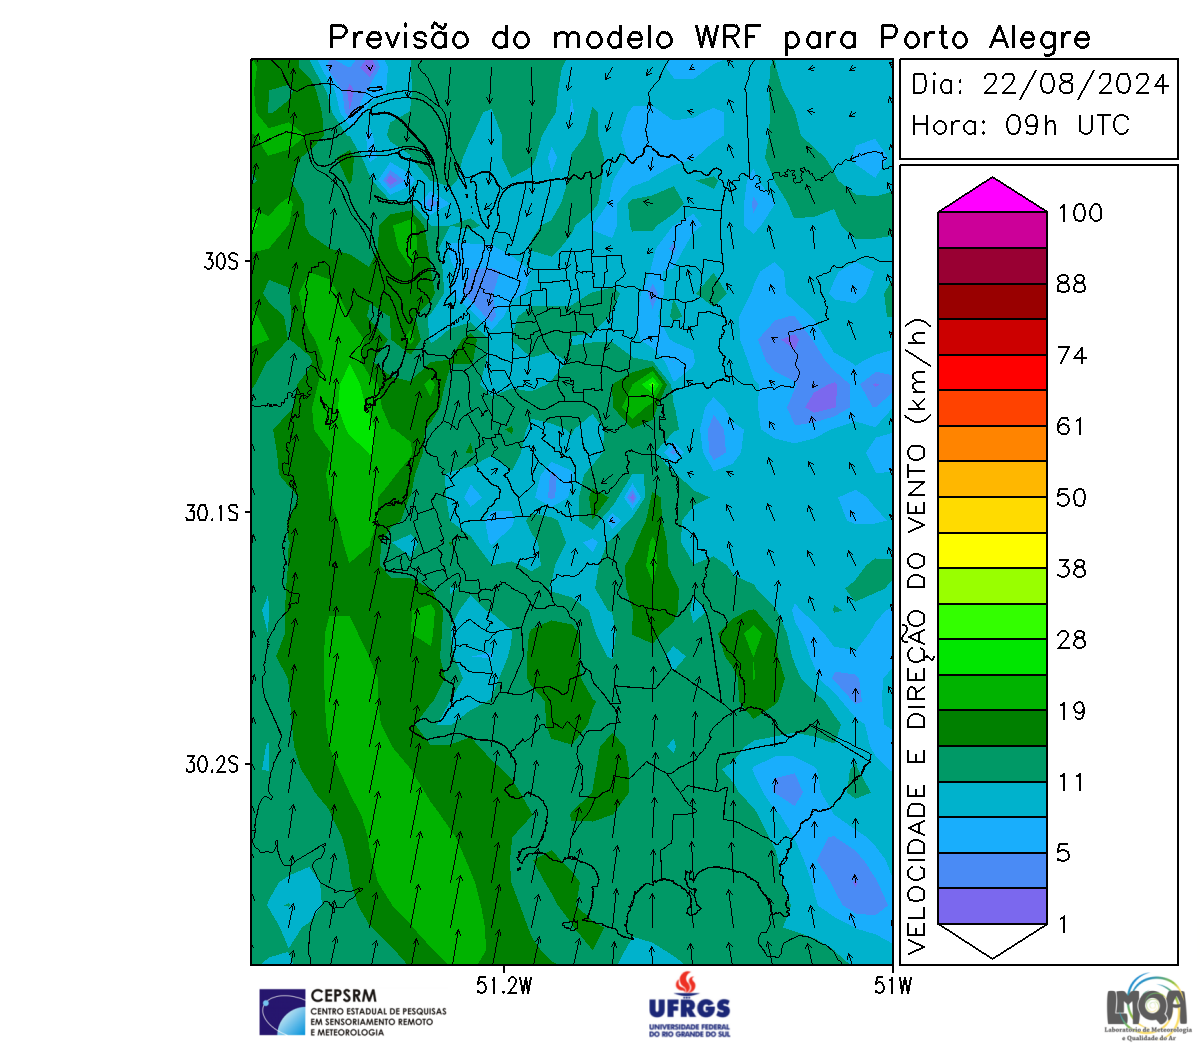 Previsão do modelo WRF para Porto Alegre
Dia: 22/08/2024
Hora: 09h UTC
30S
30.1S
30.2S
51.2W
51W
VELOCIDADE E DIREÇÃO DO VENTO (km/h)
100
88
74
61
50
38
28
19
11
5
1
CEPSRM
CENTRO ESTADUAL DE PESQUISAS
EM SENSORIAMENTO REMOTO
E METEOROLOGIA
UFRGS
UNIVERSIDADE FEDERAL
DO RIO GRANDE DO SUL
LMQA
Laboratório de Meteorologia
e Qualidade do Ar